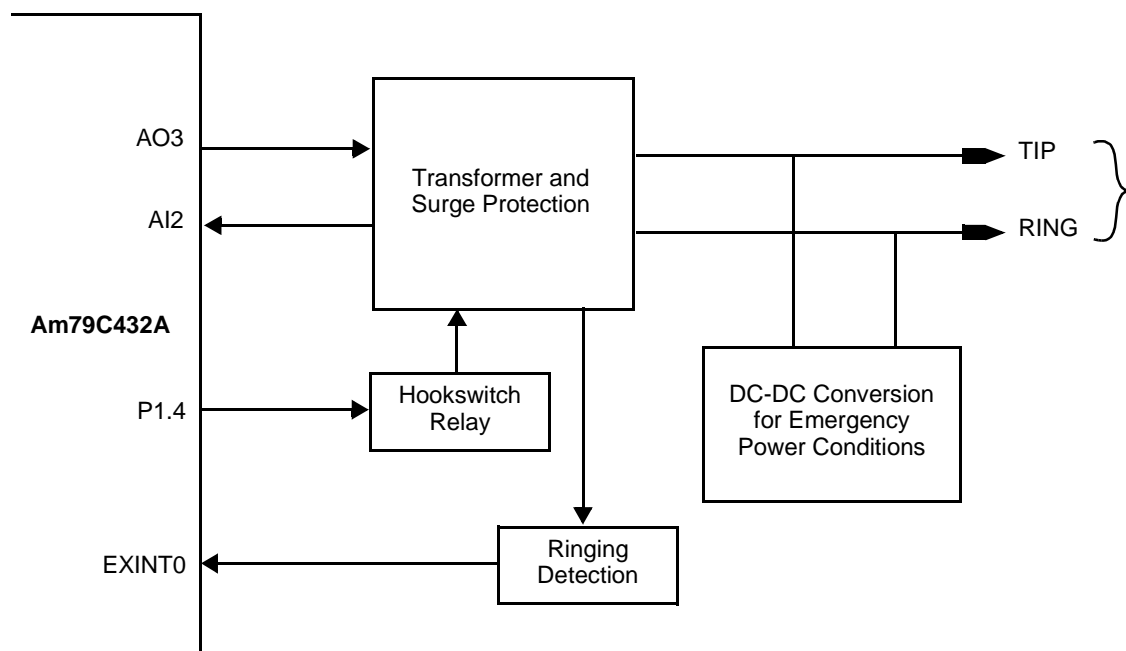 AO3
Transformer and
Surge Protection
TIP
AI2
RING
Am79C432A
P1.4
Hookswitch
Relay
DC-DC Conversion
for Emergency
Power Conditions
EXINT0
Ringing
Detection